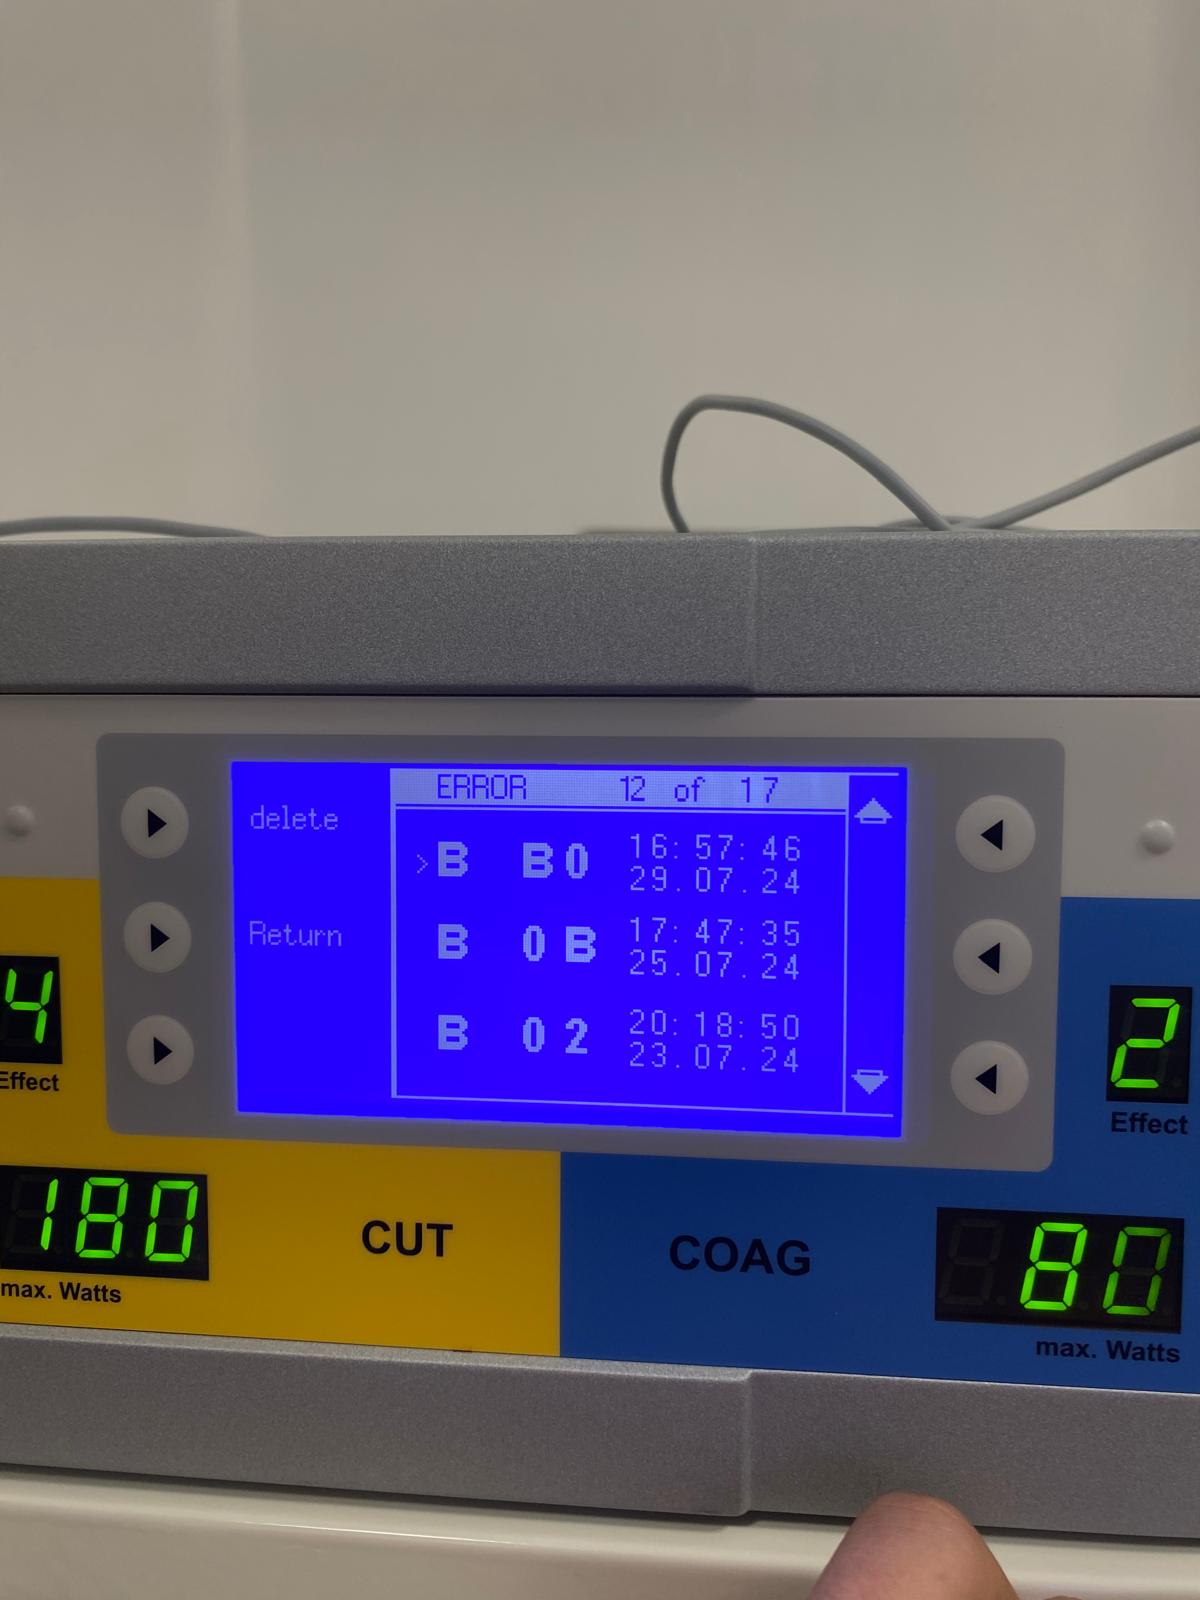 ERROR 12 of 17
delete
>B B0 16:57:46
29.07.24
Return
B 0B 17:47:35
25.07.24
B 02 20:18:50
23.07.24
4
Effect
2
Effect
180
max. Watts
CUT
COAG
80
max. Watts